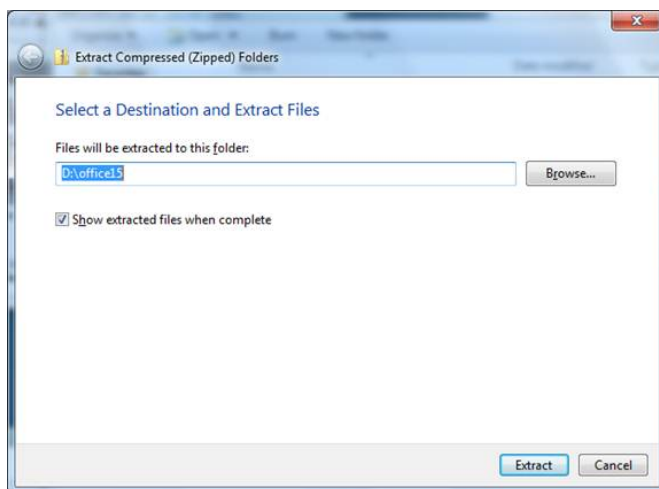 Extract Compressed (Zipped) Folders
Select a Destination and Extract Files
Files will be extracted to this folder:
D:\office15
Browse...
Show extracted files when complete
Extract
Cancel